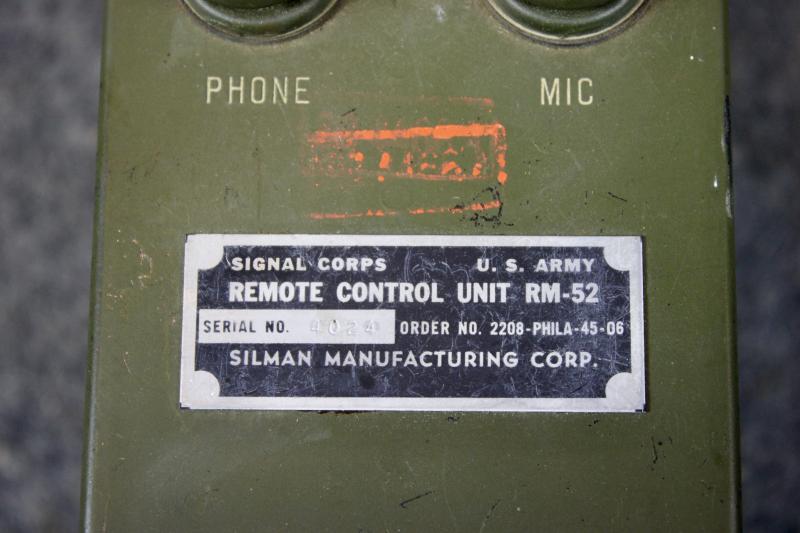 PHONE MIC
SIGNAL CORPS U. S. ARMY
REMOTE CONTROL UNIT RM-52
SERIAL NO. 4024 ORDER NO. 2208-PHILA-45-06
SILMAN MANUFACTURING CORP.